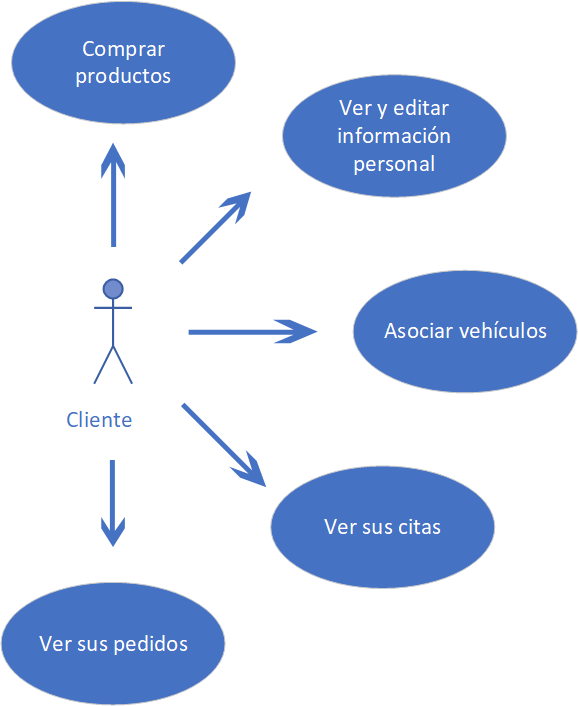 Comprar
productos
Ver y editar
información
personal
Asociar vehículos
Cliente
Ver sus citas
Ver sus pedidos